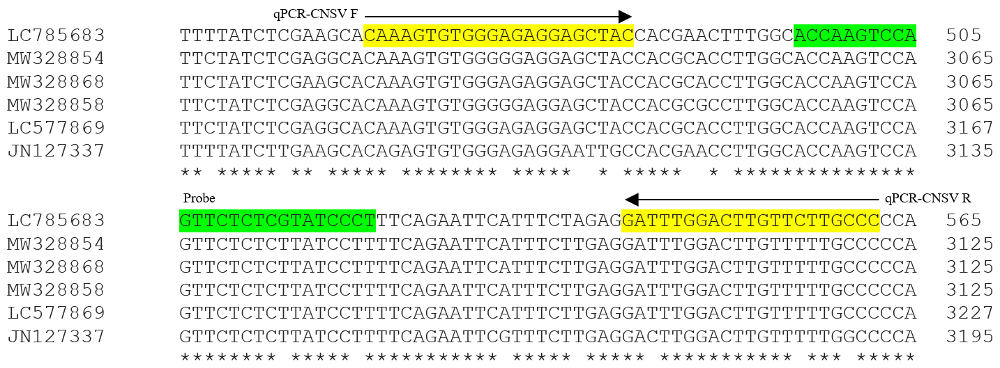 qPCR-CNSV F
LC785683 TTTTATCTCGAAGCACAAAGTGTGGGAGAGGAGCTACCACGAACTTTGGCACCAAGTCCA 505
MW328854 TTCTATCTCGAGGCACAAAGTGTGGGGGAGGAGCTACCACGCACCTTGGCACCAAGTCCA 3065
MW328868 TTCTATCTCGAAGCACAAAGTGTGGGAGAGGAGCTACCACGCACCTTGGCACCAAGTCCA 3065
MW328858 TTCTATCTCGAGGCACAAAGTGTGGGGGAGGAGCTACCACGCGCCTTGGCACCAAGTCCA 3065
LC577869 TTCTATCTCGAGGCACAAAGTGTGGGAGAGGAGCTACCACGCACCTTGGCACCAAGTCCA 3167
JN127337 TTTTATCTTGAAGCACAGAGTGTGGGAGAGGAATTGCCACGAACCTTGGCACCAAGTCCA 3135
** ***** ** ***** ******** *****  * *****  * ***************
Probe qPCR-CNSV R
LC785683 GTTCTCTCGTATCCCTTTCAGAATTCATTTCTAGAGGATTTGGACTTGTTCTTGCCCCCA 565
MW328854 GTTCTCTCTTATCCTTTTCAGAATTCATTTCTTGAGGATTTGGACTTGTTTTTGCCCCCA 3125
MW328868 GTTCTCTCTTATCCTTTTCAGAATTCATTTCTTGAGGATTTGGACTTGTTTTTGCCCCCA 3125
MW328858 GTTCTCTCTTATCCTTTTCAGAATTCATTTCTTGAGGATTTGGACTTGTTTTTGCCCCCA 3125
LC577869 GTTCTCTCTTATCCTTTTCAGAATTCATTTCTTGAGGATTTGGACTTGTTTTTGCCCCCA 3227
JN127337 GTTCTCTCTTATCCTTTTCAGAATTCGTTTCTTGAGGACTTGGACTTGTTTTTGGCCCCA 3195
******** ***** *********** ***** ***** *********** *** *****